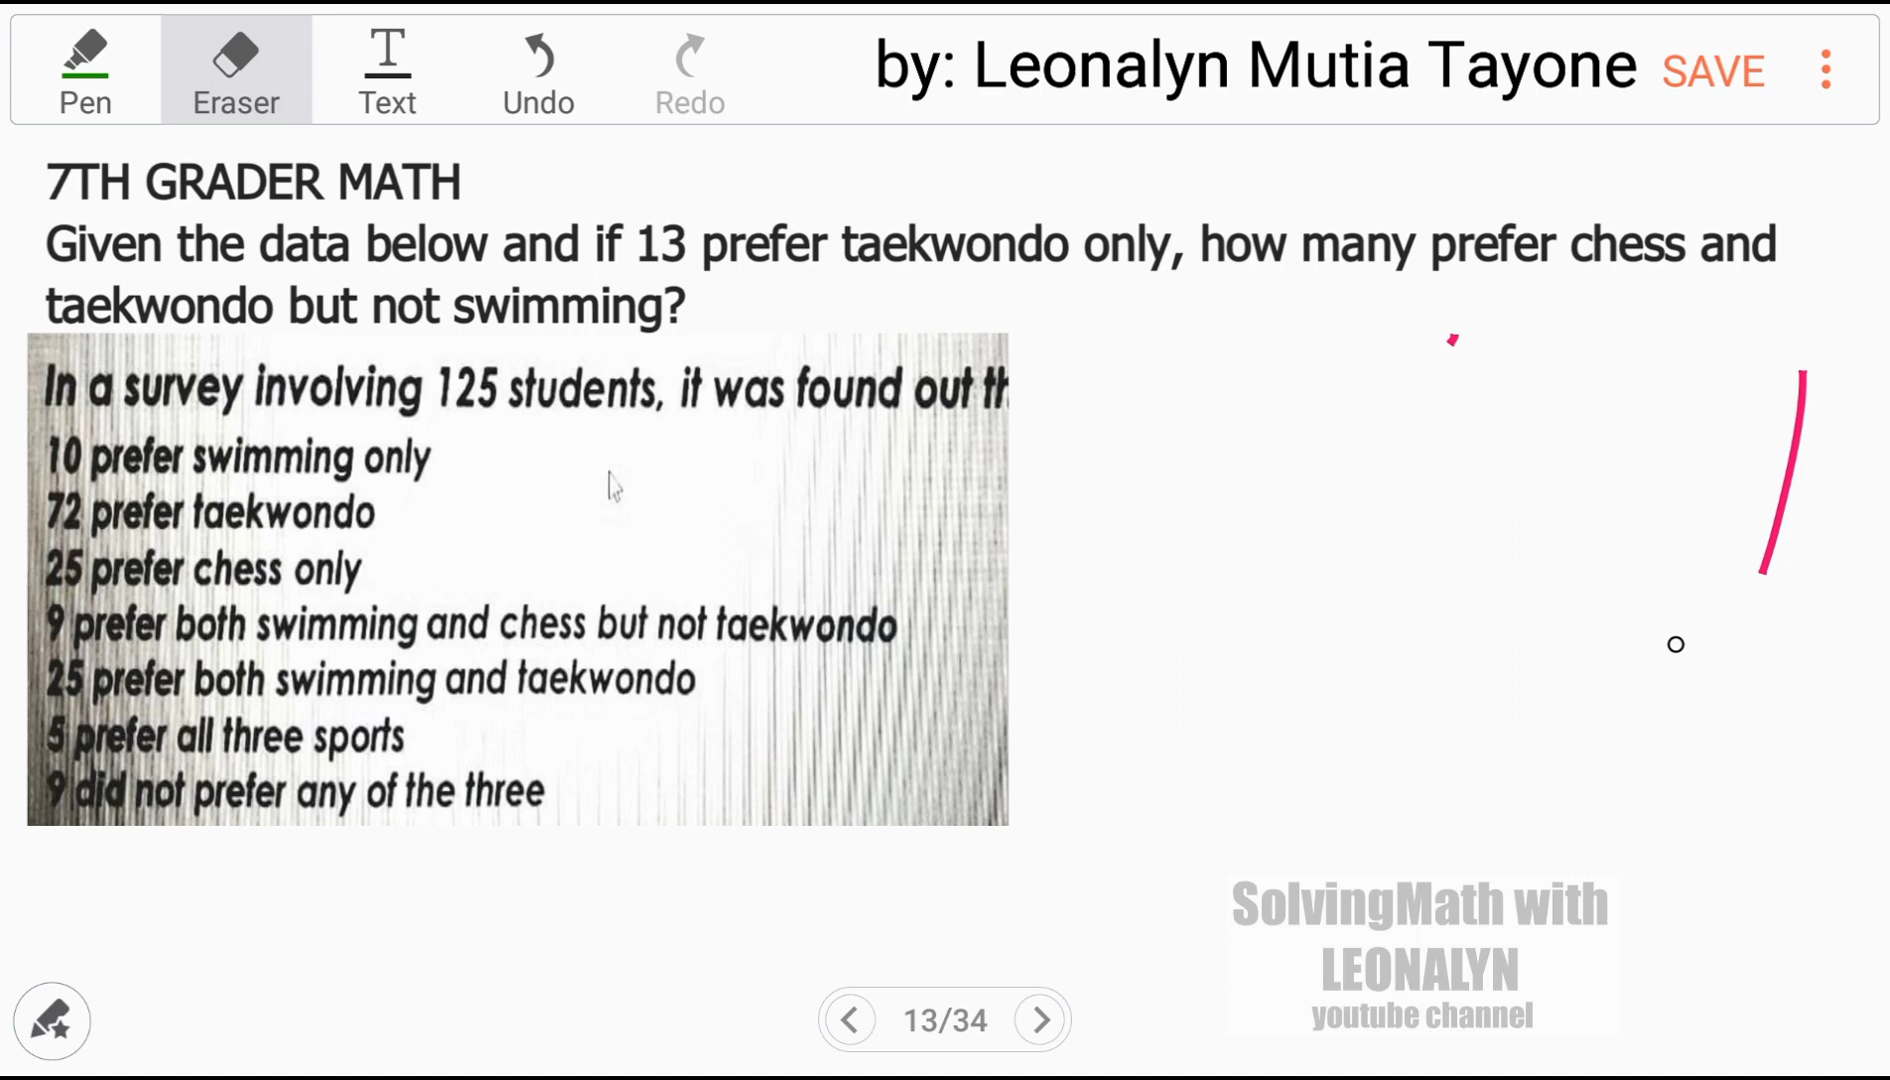 by: Leonalyn Mutia Tayone
SAVE
Pen
Eraser
Text
Undo
Redo
7TH GRADER MATH
Given the data below and if 13 prefer taekwondo only, how many prefer chess and
taekwondo but not swimming?
In a survey involving 125 students, it was found out th
10 prefer swimming only
72 prefer taekwondo
25 prefer chess only
9 prefer both swimming and chess but not taekwondo
25 prefer both swimming and taekwondo
5 prefer all three sports
9 did not prefer any of the three
SolvingMath with
LEONALYN
youtube channel
13/34